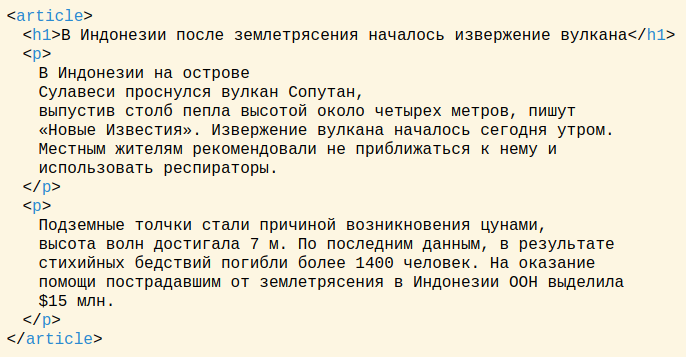 <article>
<h1>В Индонезии после землетрясения началось извержение вулкана</h1>
<p>
В Индонезии на острове
Сулавеси проснулся вулкан Сопутан,
выпустив столб пепла высотой около четырех метров, пишут
«Новые Известия». Извержение вулкана началось сегодня утром.
Местным жителям рекомендовали не приближаться к нему и
использовать респираторы.
</p>
<p>
Подземные толчки стали причиной возникновения цунами,
высота волн достигала 7 м. По последним данным, в результате
стихийных бедствий погибли более 1400 человек. На оказание
помощи пострадавшим от землетрясения в Индонезии ООН выделила
$15 млн.
</p>
</article>